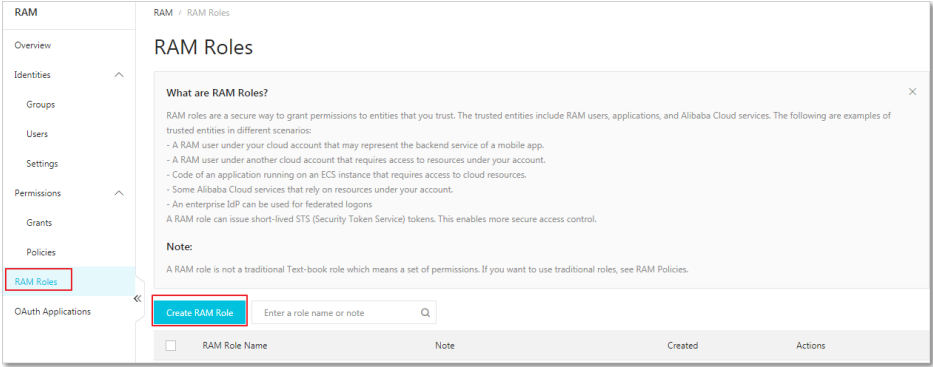 RAM
Overview
Identities
Groups
Users
Settings
Permissions
Grants
Policies
RAM Roles
OAuth Applications
RAM / RAM Roles
RAM Roles
What are RAM Roles?
RAM roles are a secure way to grant permissions to entities that you trust. The trusted entities include RAM users, applications, and Alibaba Cloud services. The following are examples of
trusted entities in different scenarios:
- A RAM user under your cloud account that may represent the backend service of a mobile app.
- A RAM user under another cloud account that requires access to resources under your account.
- Code of an application running on an ECS instance that requires access to cloud resources.
- Some Alibaba Cloud services that rely on resources under your account.
- An enterprise IdP can be used for federated logons
A RAM role can issue short-lived STS (Security Token Service) tokens. This enables more secure access control.
Note:
A RAM role is not a traditional Text-book role which means a set of permissions. If you want to use traditional roles, see RAM Policies.
Create RAM Role Enter a role name or note
RAM Role Name Note Created Actions